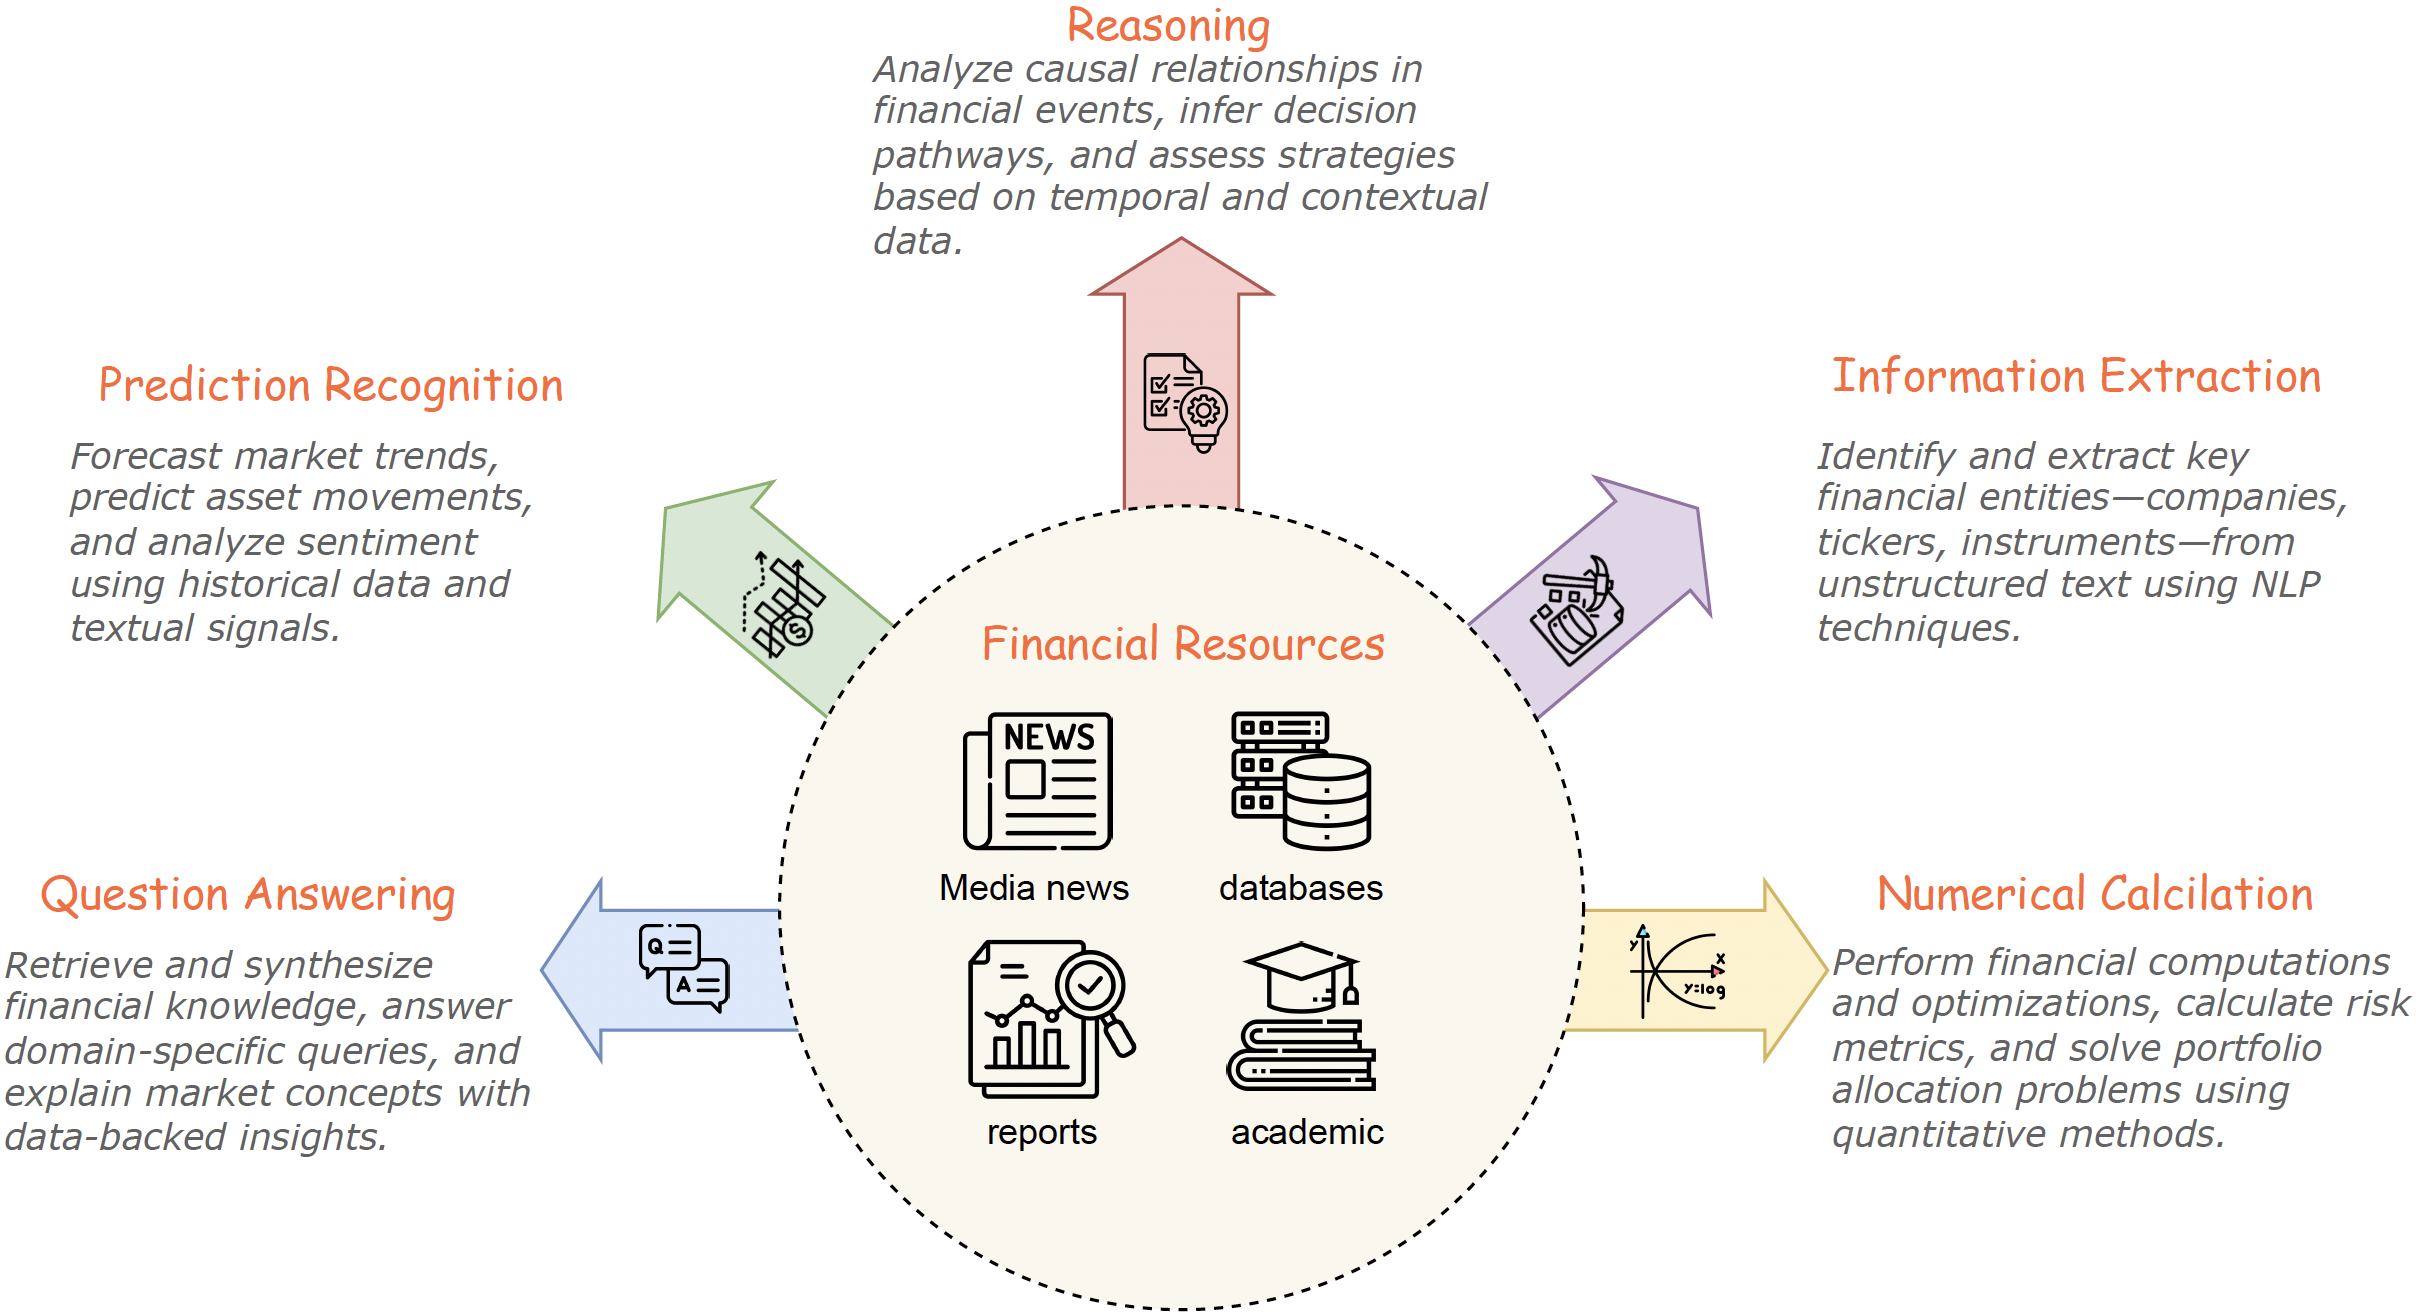 Reasoning
Analyze causal relationships in
financial events, infer decision
pathways, and assess strategies
based on temporal and contextual
data.
Prediction Recognition
Forecast market trends,
predict asset movements,
and analyze sentiment
using historical data and
textual signals.
Information Extraction
Identify and extract key
financial entities—companies,
tickers, instruments—from
unstructured text using NLP
techniques.
Financial Resources
NEWS
Media news
databases
reports
academic
Question Answering
Retrieve and synthesize
financial knowledge, answer
domain-specific queries, and
explain market concepts with
data-backed insights.
Q
A
$
y
x
y=log
Numerical Calcilation
Perform financial computations
and optimizations, calculate risk
metrics, and solve portfolio
allocation problems using
quantitative methods.